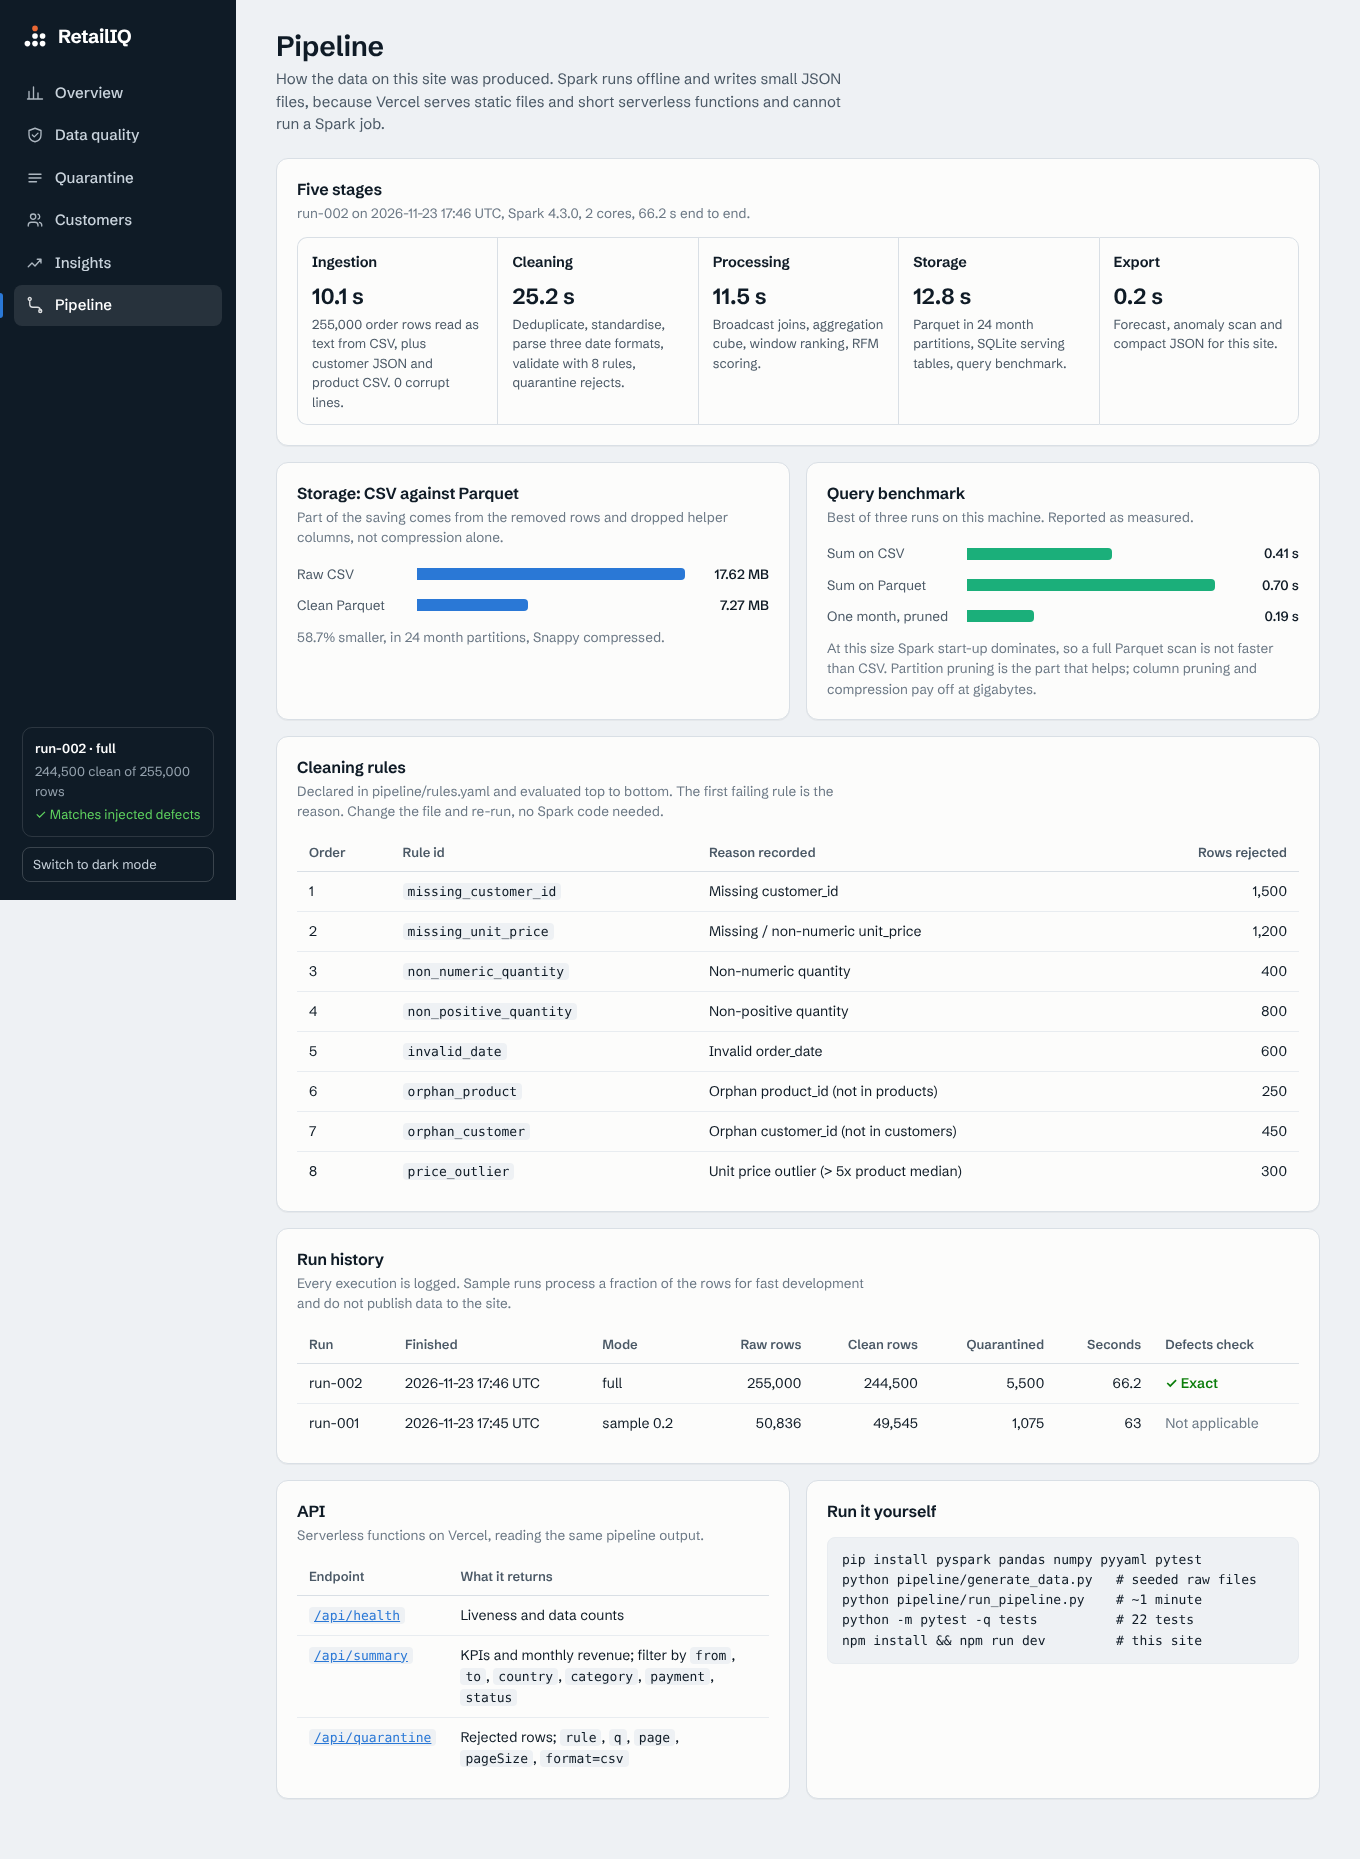 RetailIQ
Overview
Data quality
Quarantine
Customers
Insights
Pipeline
run-002 · full
244,500 clean of 255,000
rows
✓ Matches injected defects
Switch to dark mode
Pipeline
How the data on this site was produced. Spark runs offline and writes small JSON
files, because Vercel serves static files and short serverless functions and cannot
run a Spark job.
Five stages
run-002 on 2026-11-23 17:46 UTC, Spark 4.3.0, 2 cores, 66.2 s end to end.
Ingestion
10.1 s
255,000 order rows read as
text from CSV, plus
customer JSON and
product CSV. 0 corrupt
lines.
Cleaning
25.2 s
Deduplicate, standardise,
parse three date formats,
validate with 8 rules,
quarantine rejects.
Processing
11.5 s
Broadcast joins, aggregation
cube, window ranking, RFM
scoring.
Storage
12.8 s
Parquet in 24 month
partitions, SQLite serving
tables, query benchmark.
Export
0.2 s
Forecast, anomaly scan and
compact JSON for this site.
Storage: CSV against Parquet
Part of the saving comes from the removed rows and dropped helper
columns, not compression alone.
Raw CSV 17.62 MB
Clean Parquet 7.27 MB
58.7% smaller, in 24 month partitions, Snappy compressed.
Query benchmark
Best of three runs on this machine. Reported as measured.
Sum on CSV 0.41 s
Sum on Parquet 0.70 s
One month, pruned 0.19 s
At this size Spark start-up dominates, so a full Parquet scan is not faster
than CSV. Partition pruning is the part that helps; column pruning and
compression pay off at gigabytes.
Cleaning rules
Declared in pipeline/rules.yaml and evaluated top to bottom. The first failing rule is the
reason. Change the file and re-run, no Spark code needed.
Order Rule id Reason recorded Rows rejected
1 missing_customer_id Missing customer_id 1,500
2 missing_unit_price Missing / non-numeric unit_price 1,200
3 non_numeric_quantity Non-numeric quantity 400
4 non_positive_quantity Non-positive quantity 800
5 invalid_date Invalid order_date 600
6 orphan_product Orphan product_id (not in products) 250
7 orphan_customer Orphan customer_id (not in customers) 450
8 price_outlier Unit price outlier (> 5x product median) 300
Run history
Every execution is logged. Sample runs process a fraction of the rows for fast development
and do not publish data to the site.
Run Finished Mode Raw rows Clean rows Quarantined Seconds Defects check
run-002 2026-11-23 17:46 UTC full 255,000 244,500 5,500 66.2 ✓ Exact
run-001 2026-11-23 17:45 UTC sample 0.2 50,836 49,545 1,075 63 Not applicable
API
Serverless functions on Vercel, reading the same pipeline output.
Endpoint What it returns
/api/health Liveness and data counts
/api/summary KPIs and monthly revenue; filter by from,
to, country, category, payment,
status
/api/quarantine Rejected rows; rule, q, page,
pageSize, format=csv
Run it yourself
pip install pyspark pandas numpy pyyaml pytest
python pipeline/generate_data.py # seeded raw files
python pipeline/run_pipeline.py # ~1 minute
python -m pytest -q tests # 22 tests
npm install && npm run dev # this site